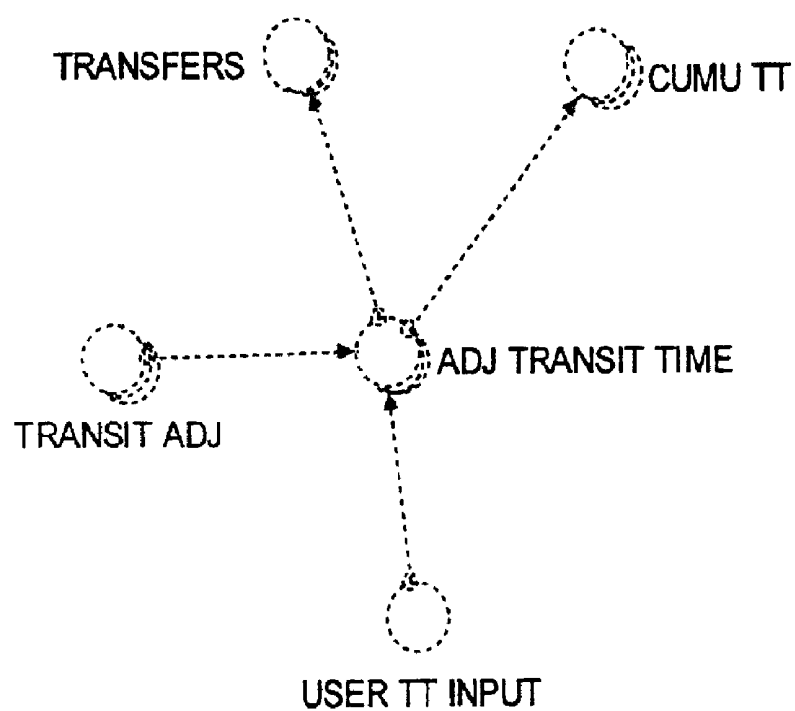 TRANSFERS
CUMU TT
ADJ TRANSIT TIME
TRANSIT ADJ
USER TT INPUT